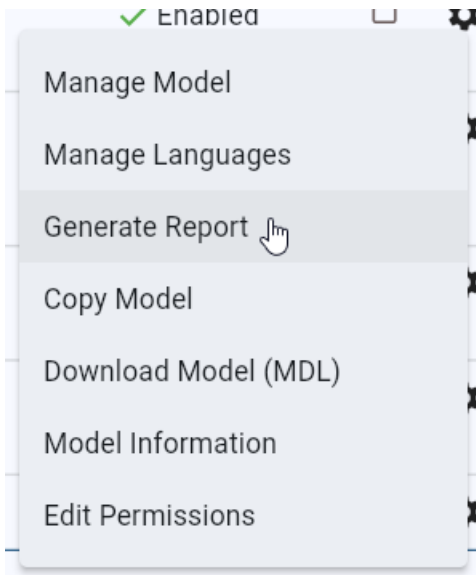 Enabled
Manage Model
Manage Languages
Generate Report
Copy Model
Download Model (MDL)
Model Information
Edit Permissions